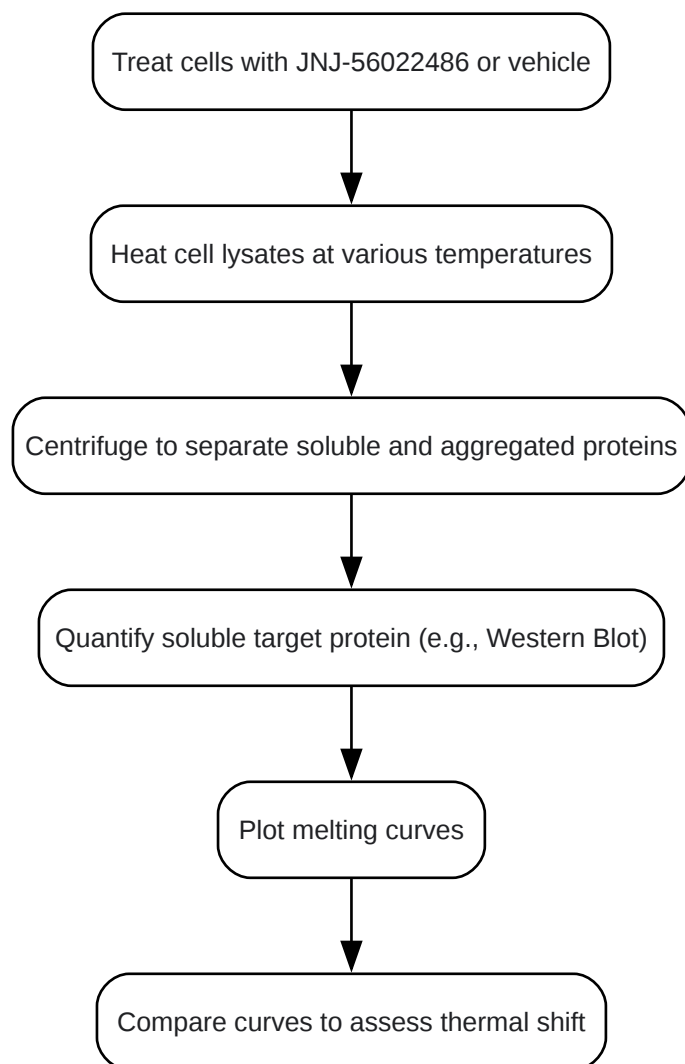 Treat cells with JNJ-56022486 or vehicle
Heat cell lysates at various temperatures
Centrifuge to separate soluble and aggregated proteins
Quantify soluble target protein (e.g., Western Blot)
Plot melting curves
Compare curves to assess thermal shift